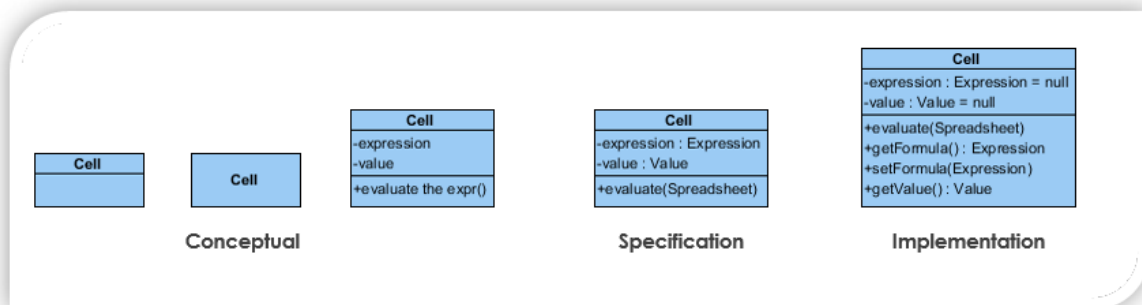 Cell
Cell
Cell
-expression
-value
+evaluate the expr()
Cell
-expression : Expression
-value : Value
+evaluate(Spreadsheet)
Cell
-expression : Expression = null
-value : Value = null
+evaluate(Spreadsheet)
+getFormula() : Expression
+setFormula(Expression)
+getValue() : Value
Conceptual
Specification
Implementation